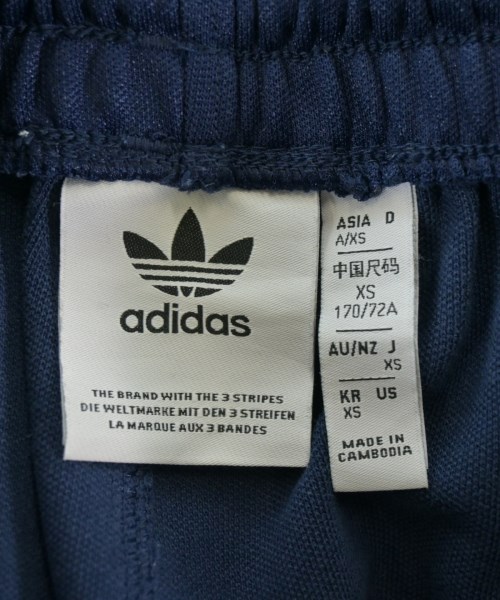 adidas
THE BRAND WITH THE 3 STRIPES
DIE WELTMARKE MIT DEN 3 STREIFEN
LA MARQUE AUX 3 BANDES
ASIA D
A/XS
中国尺码
XS
170/72A
AU/NZ J
XS
KR US
XS
MADE IN
CAMBODIA